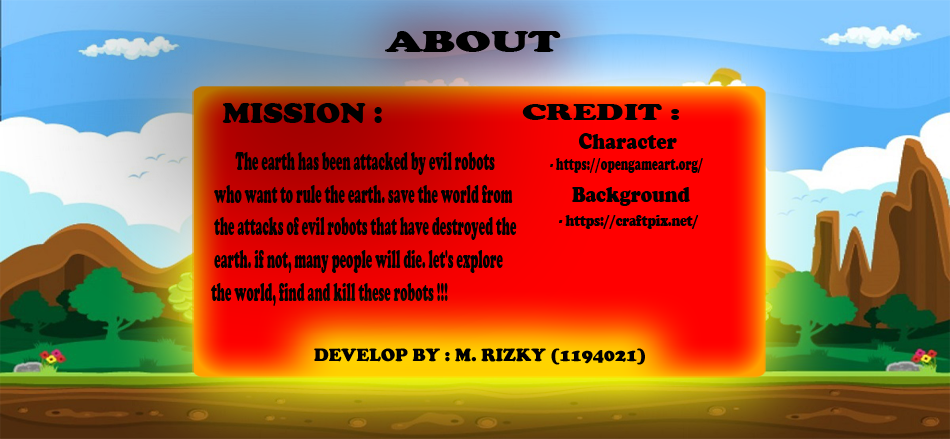 ABOUT
MISSION :
The earth has been attacked by evil robots
who want to rule the earth. save the world from
the attacks of evil robots that have destroyed the
earth. if not, many people will die. let's explore
the world, find and kill these robots !!!
CREDIT :
Character
- https://opengameart.org/
Background
- https://craftpix.net/
DEVELOP BY : M. RIZKY (1194021)